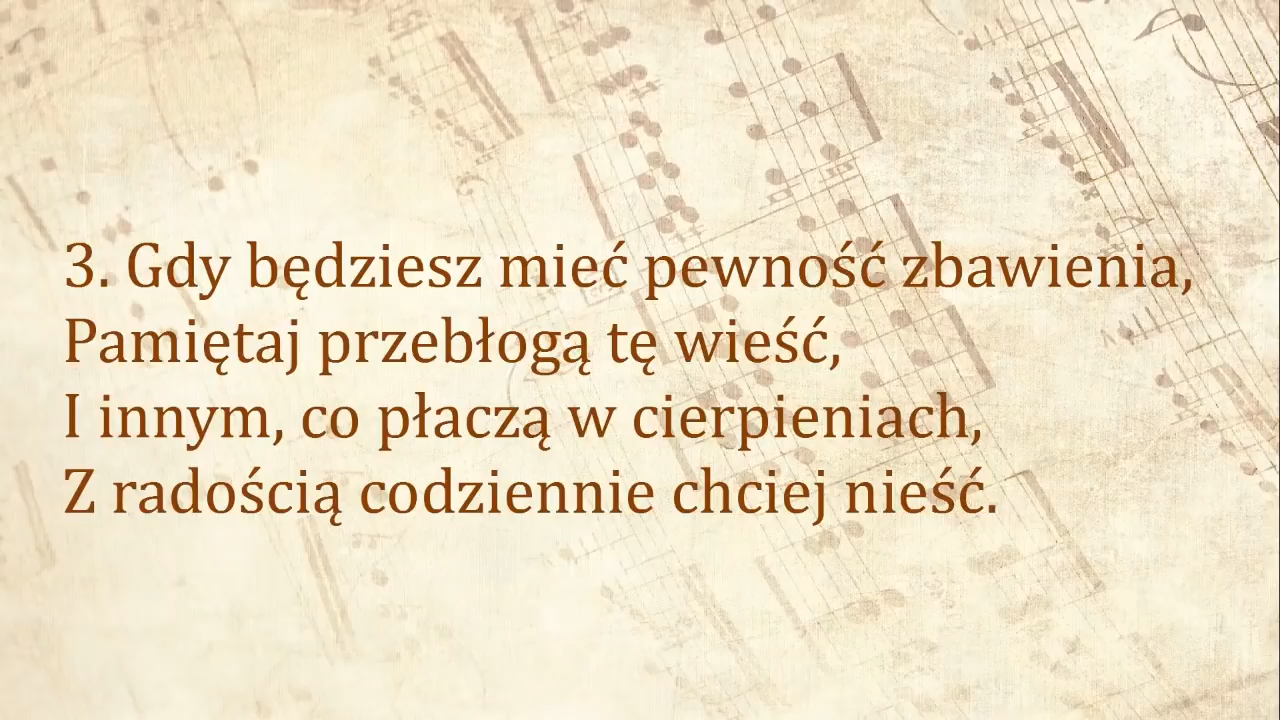 3. Gdy będziesz mieć pewność zbawienia,
Pamiętaj przebłogą tę wieść,
I innym, co płaczą w cierpieniach,
Z radością codziennie chciej nieść.